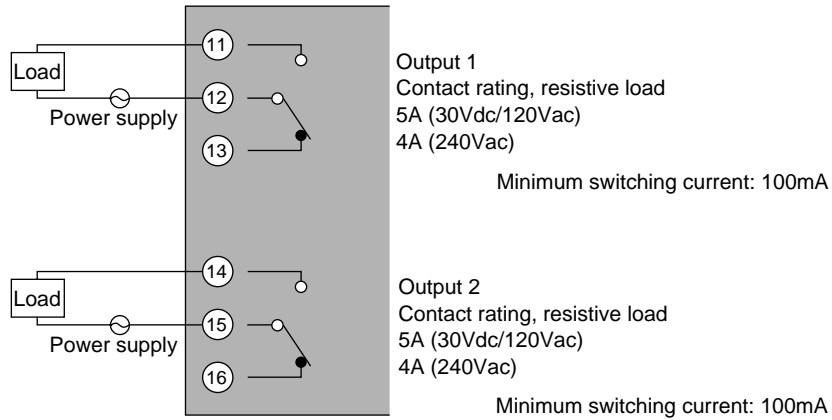 11
Load
12
Power supply
13
Output 1
Contact rating, resistive load
5A (30Vdc/120Vac)
4A (240Vac)
Minimum switching current: 100mA
14
Load
15
Power supply
16
Output 2
Contact rating, resistive load
5A (30Vdc/120Vac)
4A (240Vac)
Minimum switching current: 100mA